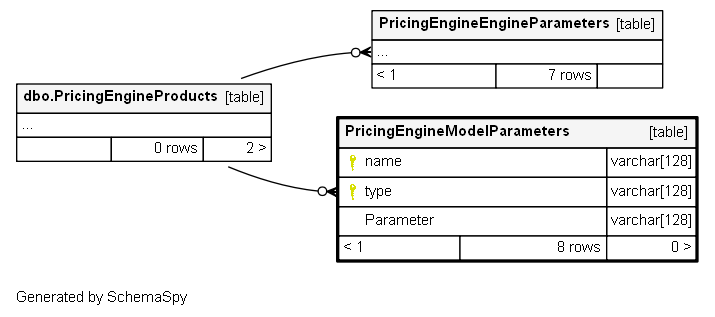 PricingEngineEngineParameters [table]
...
< 1 7 rows
dbo.PricingEngineProducts [table]
...
0 rows 2 >
PricingEngineModelParameters [table]
name varchar[128]
type varchar[128]
Parameter varchar[128]
< 1 8 rows 0 >
Generated by SchemaSpy